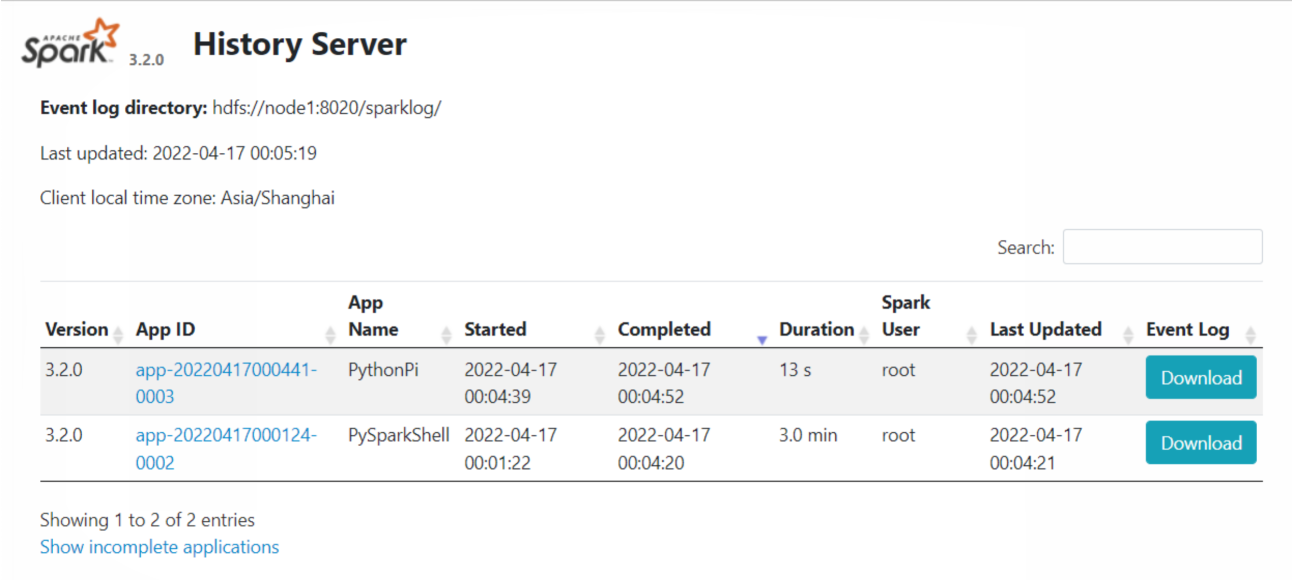 APACHE
Spark 3.2.0 History Server
Event log directory: hdfs://node1:8020/sparklog/
Last updated: 2022-04-17 00:05:19
Client local time zone: Asia/Shanghai
Search:
Version App ID App Name Started Completed Duration Spark User Last Updated Event Log
3.2.0 app-20220417000441-0003 PythonPi 2022-04-17 00:04:39 2022-04-17 00:04:52 13 s root 2022-04-17 00:04:52 Download
3.2.0 app-20220417000124-0002 PySparkShell 2022-04-17 00:01:22 2022-04-17 00:04:20 3.0 min root 2022-04-17 00:04:21 Download
Showing 1 to 2 of 2 entries
Show incomplete applications